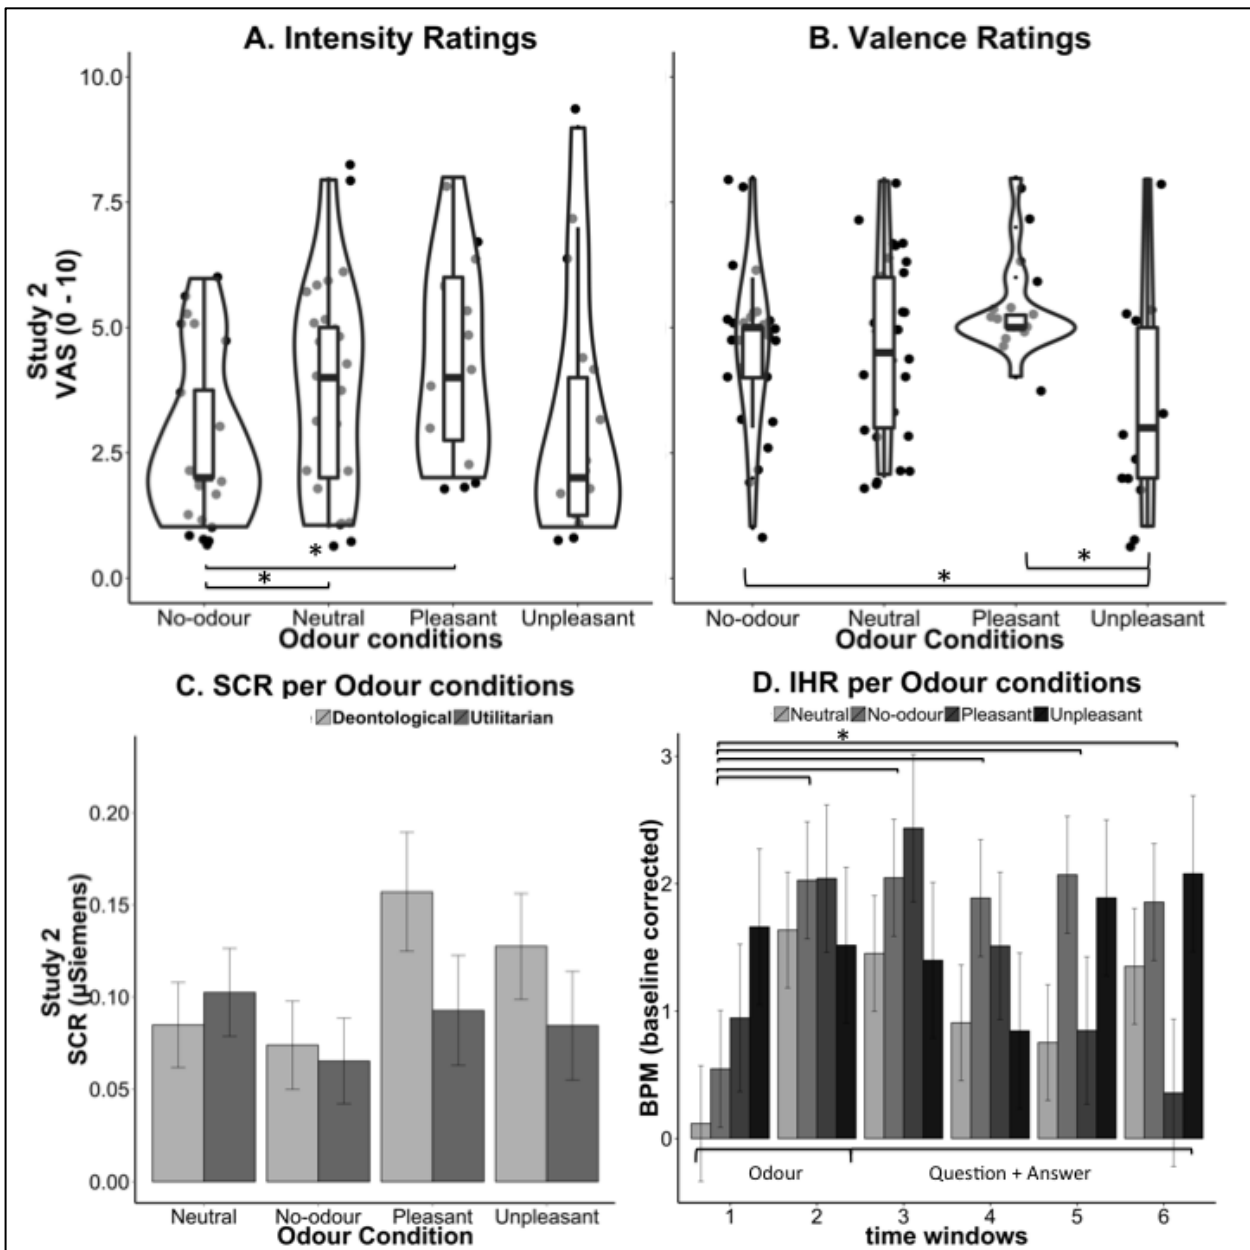 A. Intensity Ratings
Study 2
VAS (0 - 10)
10.0
7.5
5.0
2.5
0.0
*
*
No-odour Neutral Pleasant Unpleasant
Odour conditions
B. Valence Ratings
*
*
No-odour Neutral Pleasant Unpleasant
Odour Conditions
C. SCR per Odour conditions
Deontological Utilitarian
Study 2
SCR (µSiemens)
0.20
0.15
0.10
0.05
0.00
Neutral No-odour Pleasant Unpleasant
Odour Condition
D. IHR per Odour conditions
Neutral No-odour Pleasant Unpleasant
*
BPM (baseline corrected)
3
2
1
0
Odour Question + Answer
1 2 3 4 5 6
time windows